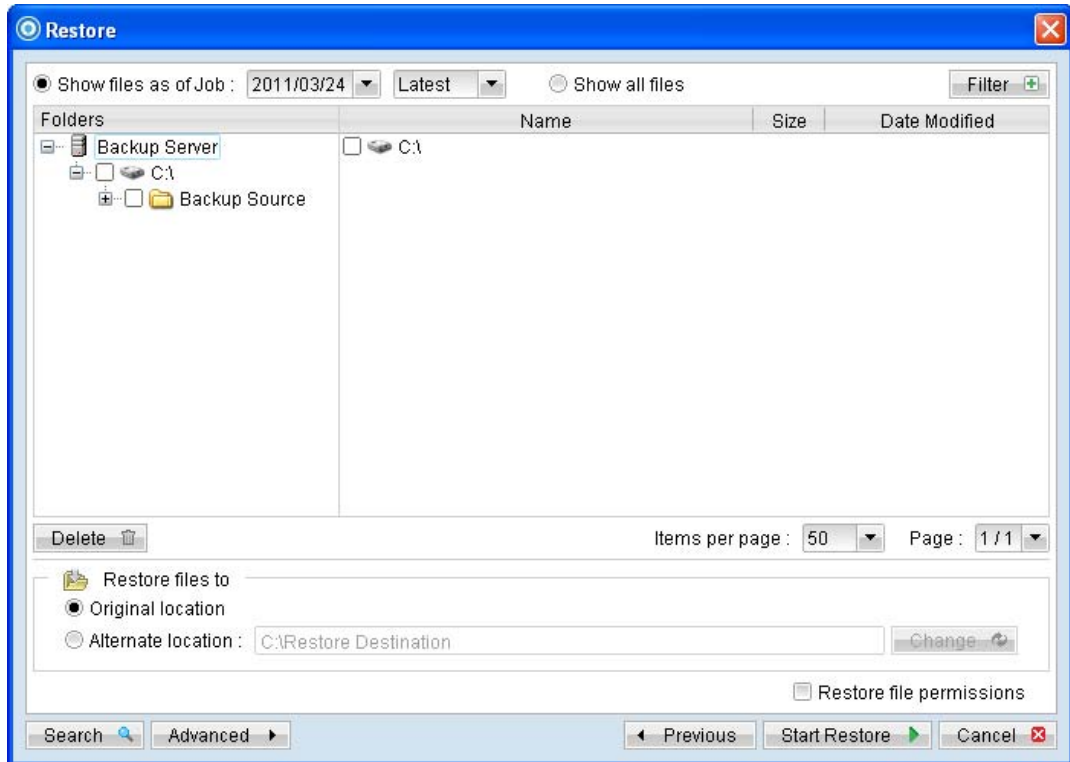 Restore
Show files as of Job : 2011/03/24 Latest Show all files Filter
Folders Name Size Date Modified
Backup Server C:\
C:\
Backup Source
Delete Items per page : 50 Page : 1 / 1
Restore files to
Original location
Alternate location : C:\Restore Destination Change
Restore file permissions
Search Advanced Previous Start Restore Cancel